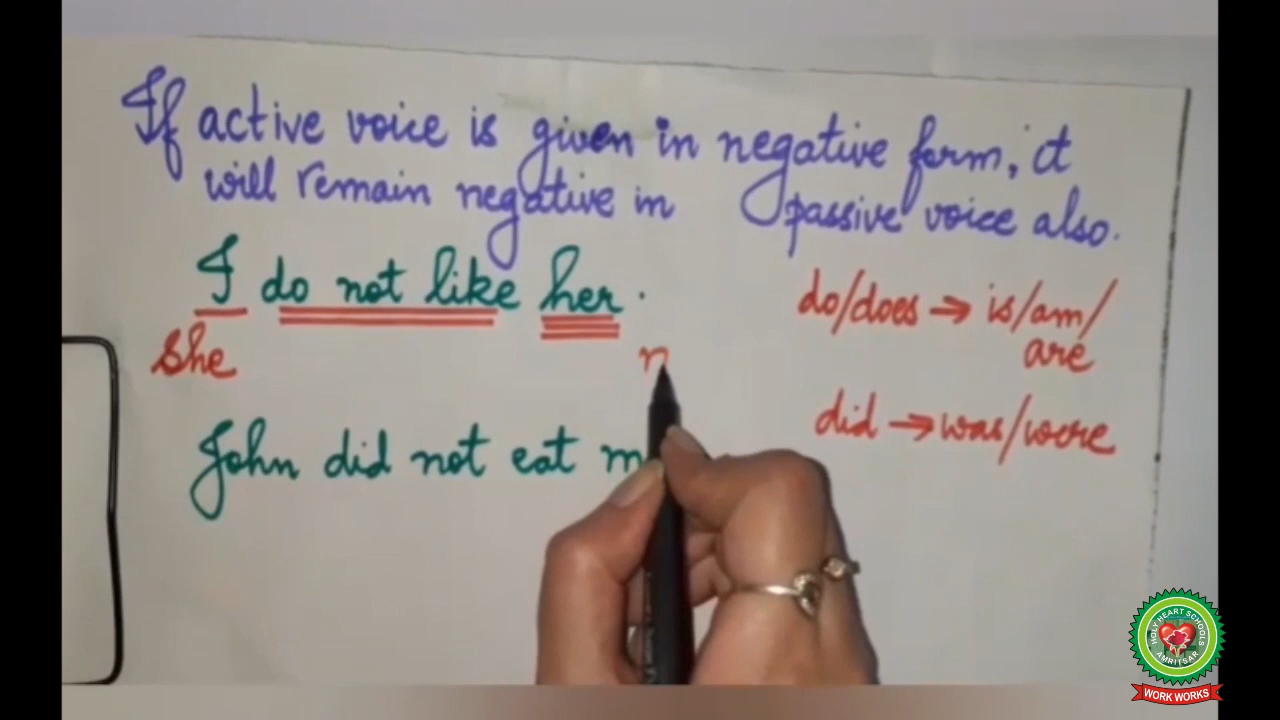 If active voice is given in negative form, it
will remain negative in passive voice also.
I do not like her.
She
John did not eat
do/does → is/am/
are
did → was/were
HOLY HEART SCHOOLS
AMRITSAR
WORK WORKS